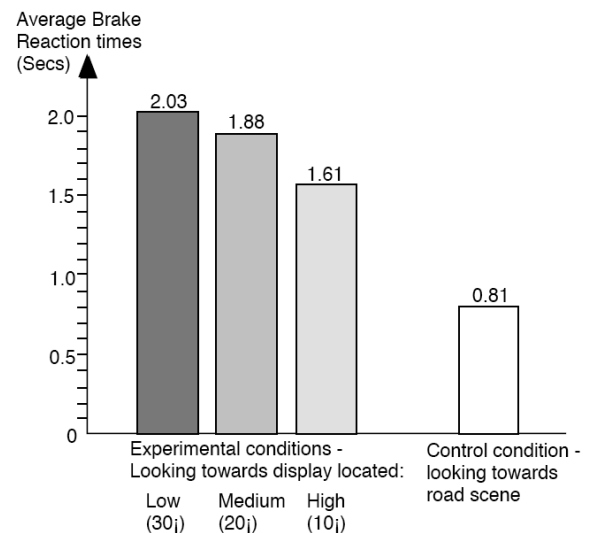 Average Brake
Reaction times
(Secs)
2.03
2.0
1.88
1.61
1.5
1.0
0.81
0.5
0
Experimental conditions -
Looking towards display located:
Low Medium High
(30¡) (20¡) (10¡)
Control condition -
looking towards
road scene